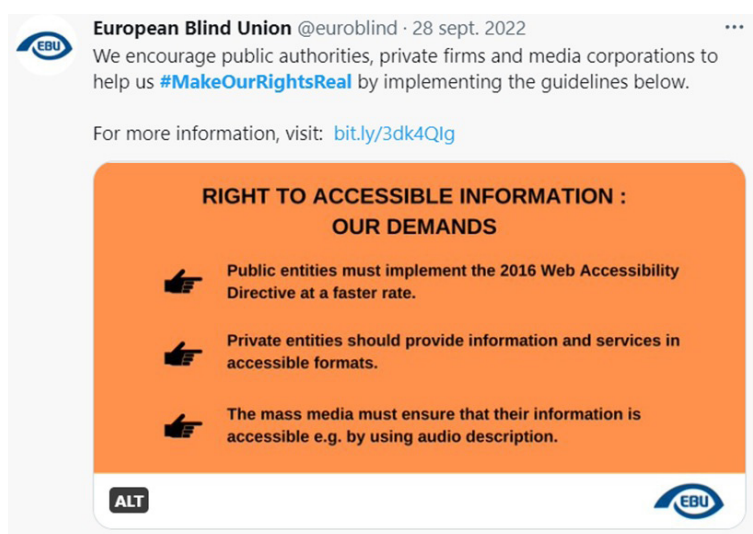 European Blind Union @euroblind · 28 sept. 2022
We encourage public authorities, private firms and media corporations to
help us #MakeOurRightsReal by implementing the guidelines below.
For more information, visit: bit.ly/3dk4QIg
RIGHT TO ACCESSIBLE INFORMATION :
OUR DEMANDS
Public entities must implement the 2016 Web Accessibility
Directive at a faster rate.
Private entities should provide information and services in
accessible formats.
The mass media must ensure that their information is
accessible e.g. by using audio description.
ALT
EBU
EBU